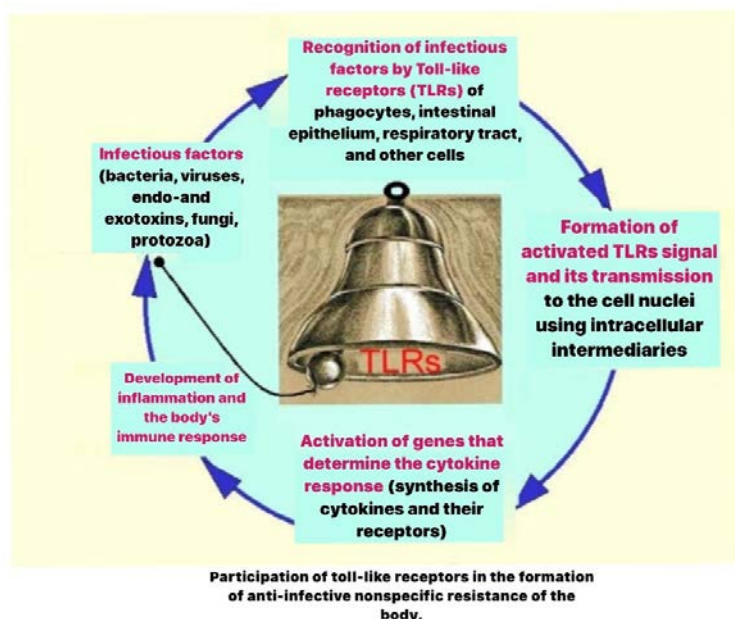 Recognition of infectious
factors by Toll-like
receptors (TLRs) of
phagocytes, intestinal
epithelium, respiratory tract,
and other cells
Infectious factors
(bacteria, viruses,
endo-and
exotoxins, fungi,
protozoa)
Formation of
activated TLRs signal
and its transmission
to the cell nuclei
using intracellular
intermediaries
TLRs
Development of
inflammation and
the body's
immune response
Activation of genes that
determine the cytokine
response (synthesis of
cytokines and their
receptors)
Participation of toll-like receptors in the formation
of anti-infective nonspecific resistance of the
body.